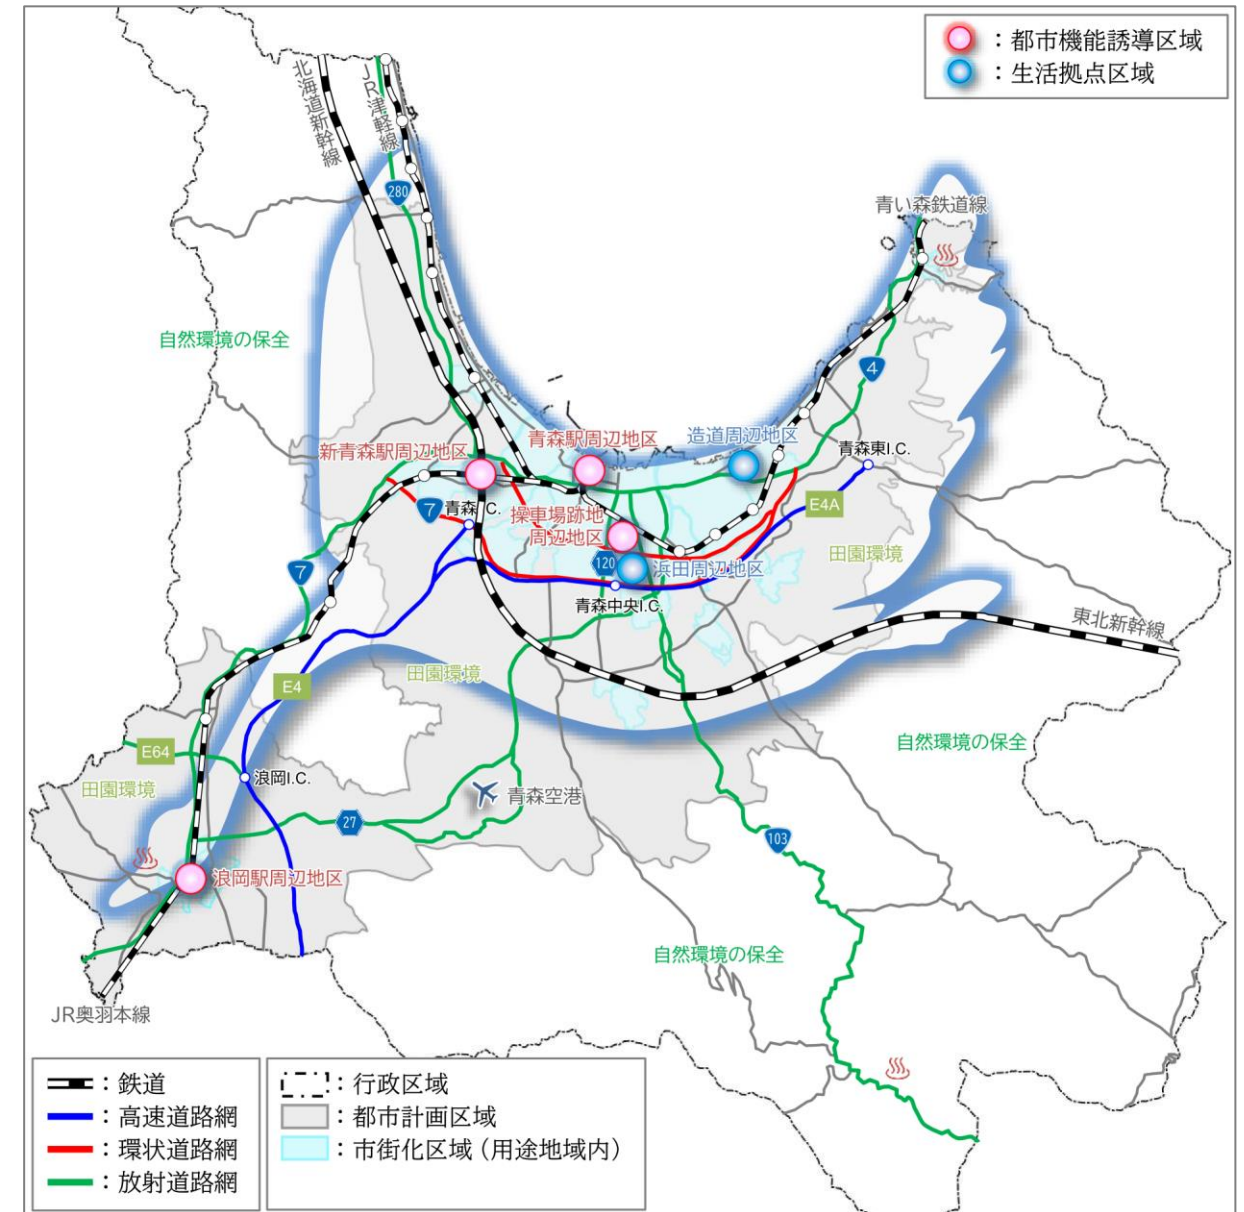 ：都市機能誘導区域
：生活拠点区域
北海道新幹線
JR津軽線
280
青い森鉄道線
自然環境の保全
4
新青森駅周辺地区
青森駅周辺地区
造道周辺地区
青森東I.C.
7
青森I.C.
操車場跡地
周辺地区
E4A
田園環境
7
120
浜田周辺地区
青森中央I.C.
東北新幹線
田園環境
E4
E64
自然環境の保全
田園環境
浪岡I.C.
青森空港
27
103
浪岡駅周辺地区
自然環境の保全
JR奥羽本線
：鉄道
：高速道路網
：環状道路網
：放射道路網
：行政区域
：都市計画区域
：市街化区域（用途地域内）